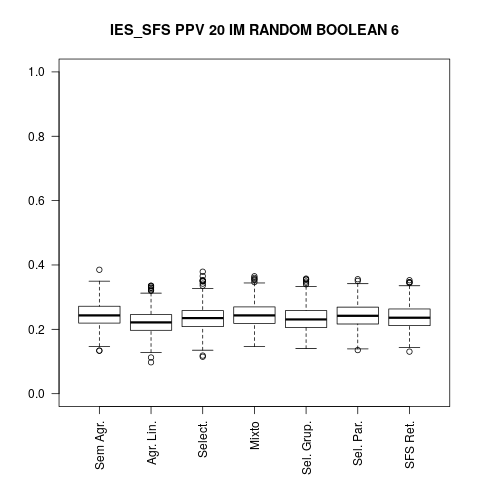 IES_SFS PPV 20 IM RANDOM BOOLEAN 6
1.0
0.8
0.6
0.4
0.2
0.0
Sem Agr.
Agr. Lin.
Select.
Mixto
Sel. Grup.
Sel. Par.
SFS Ret.